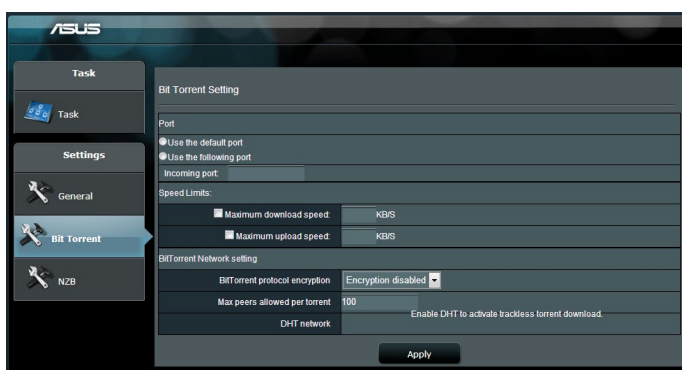 ASUS
Task
Task
Settings
General
Bit Torrent
NZB
Bit Torrent Setting
Port
Use the default port
Use the following port
Incoming port:
Speed Limits:
Maximum download speed: KB/S
Maximum upload speed: KB/S
BitTorrent Network setting
BitTorrent protocol encryption Encryption disabled
Max peers allowed per torrent 100
DHT network Enable DHT to activate trackless torrent download.
Apply